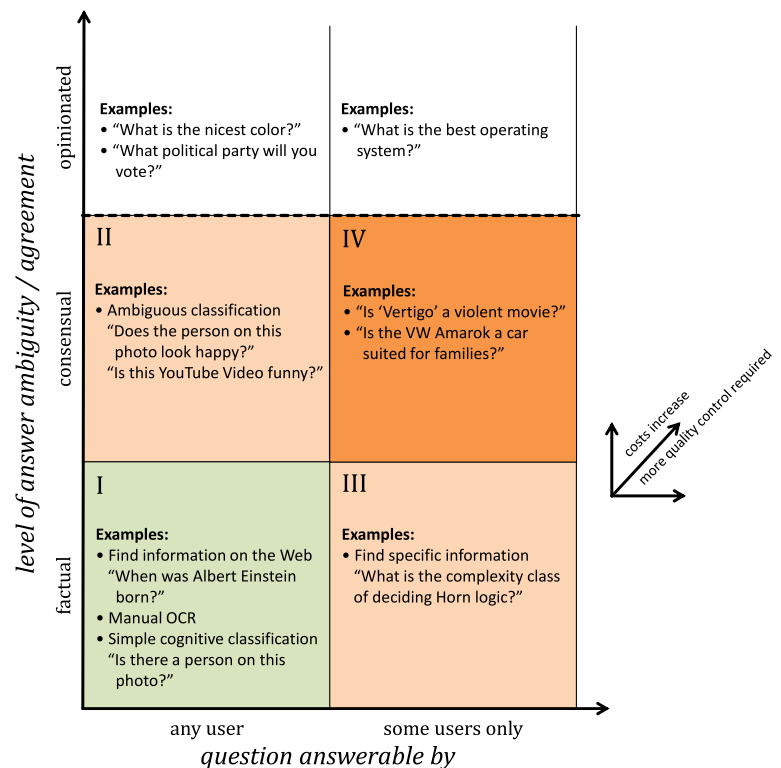 level of answer ambiguity / agreement
opinionated
consensual
factual
Examples:
• “What is the nicest color?”
• “What political party will you
vote?”
Examples:
• “What is the best operating
system?”
II
Examples:
• Ambiguous classification
“Does the person on this
photo look happy?”
“Is this YouTube Video funny?”
IV
Examples:
• “Is ‘Vertigo’ a violent movie?”
• “Is the VW Amarok a car
suited for families?”
I
Examples:
• Find information on the Web
“When was Albert Einstein
born?”
• Manual OCR
• Simple cognitive classification
“Is there a person on this
photo?”
III
Examples:
• Find specific information
“What is the complexity class
of deciding Horn logic?”
any user
some users only
question answerable by
costs increase
more quality control required